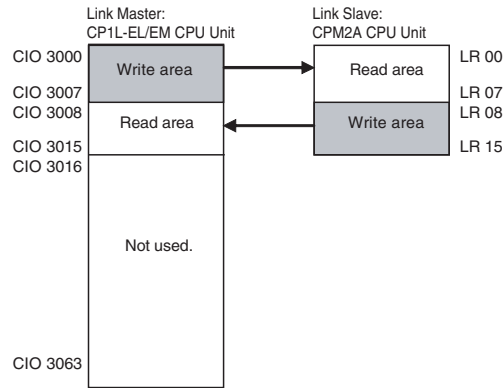 Link Master:
CP1L-EL/EM CPU Unit
Link Slave:
CPM2A CPU Unit
CIO 3000
Write area
Read area
LR 00
CIO 3007
LR 07
CIO 3008
Read area
Write area
LR 08
CIO 3015
LR 15
CIO 3016
Not used.
CIO 3063